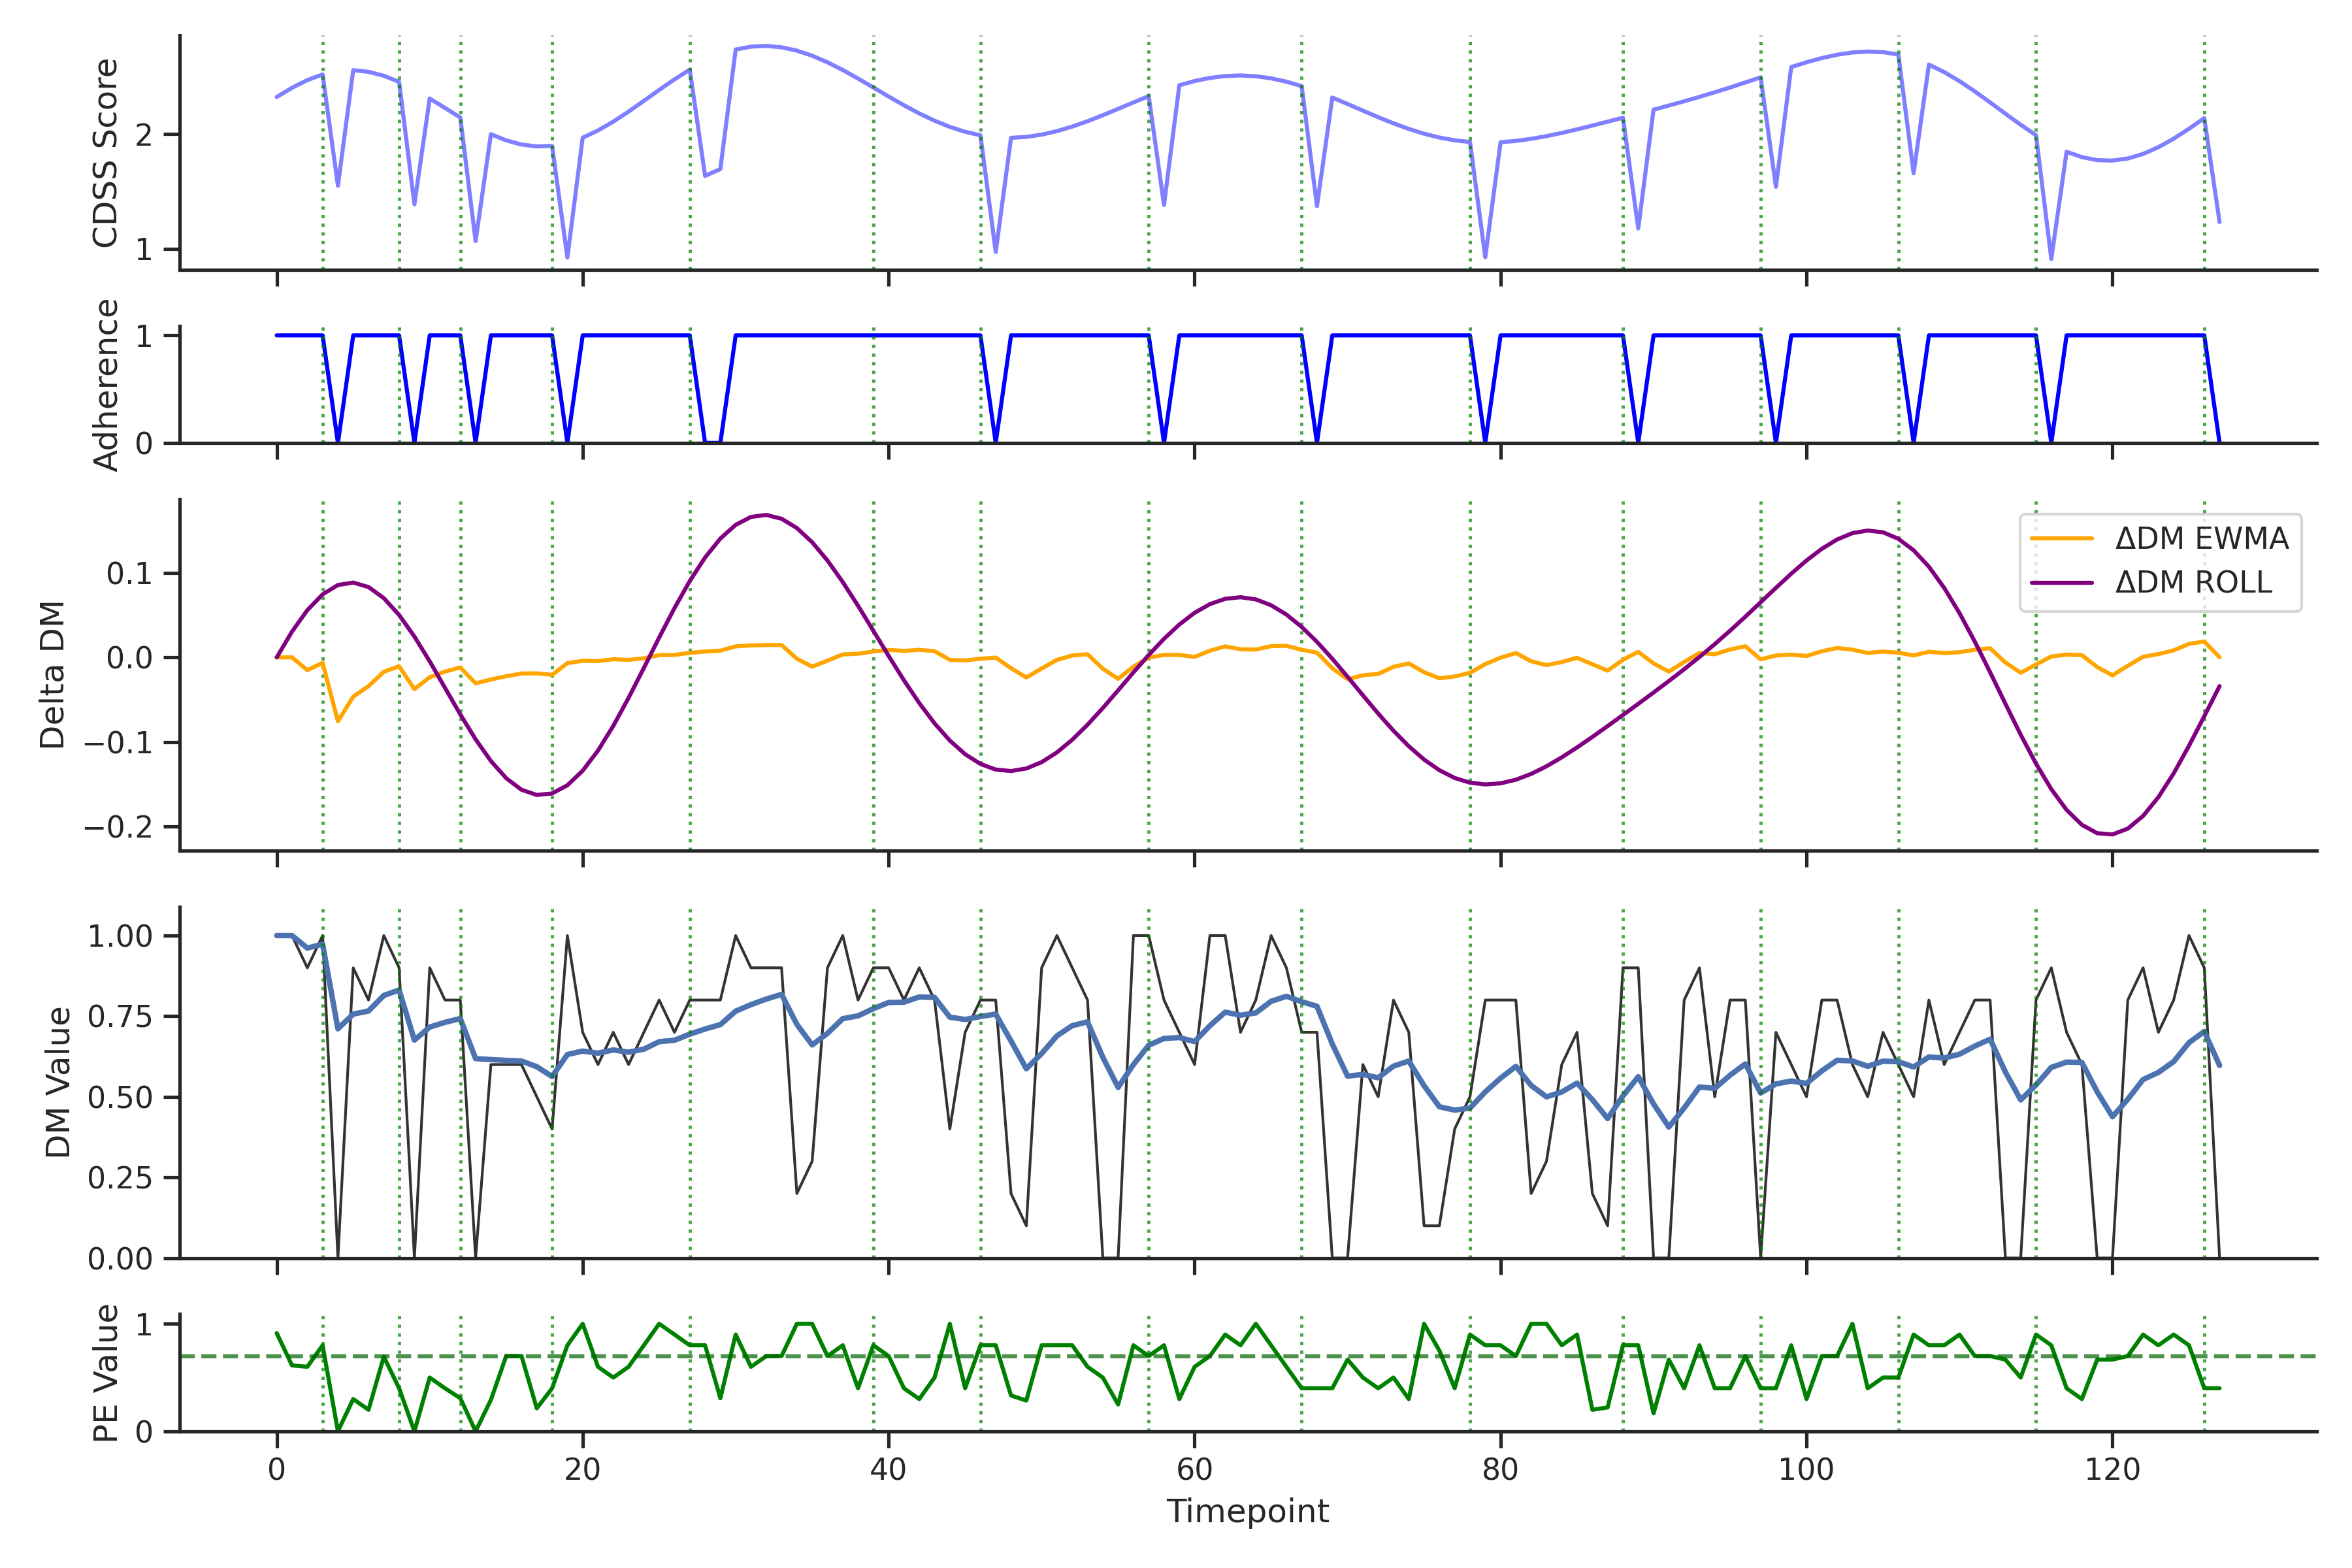 CDSS Score
2
1
Adherence
1
0
Delta DM
0.1
0.0
−0.1
−0.2
ΔDM EWMA
ΔDM ROLL
DM Value
1.00
0.75
0.50
0.25
0.00
PE Value
1
0
0 20 40 60 80 100 120
Timepoint